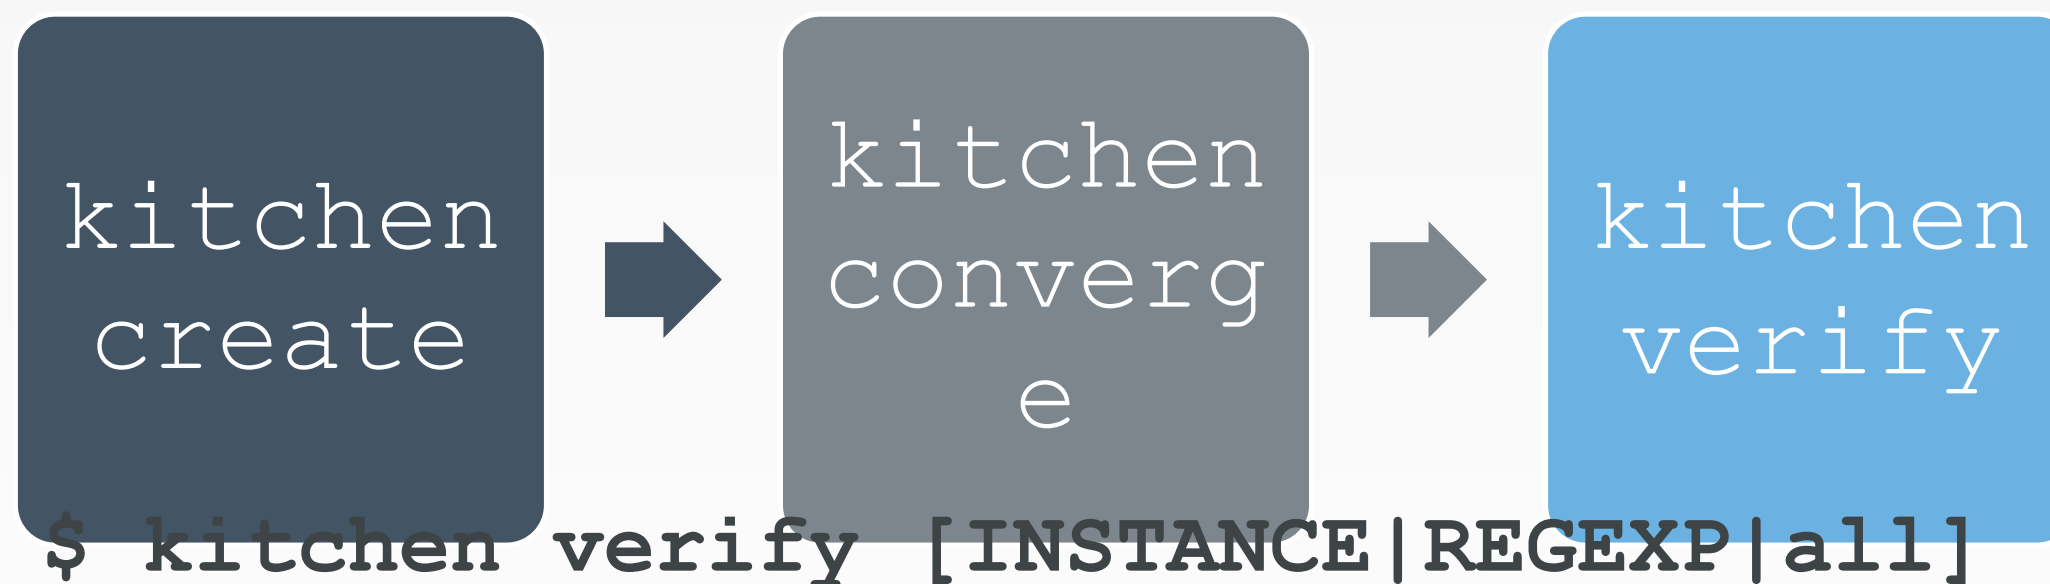 kitchen
create
kitchen
converg
e
kitchen
verify
$ kitchen verify [INSTANCE|REGEXP|all]